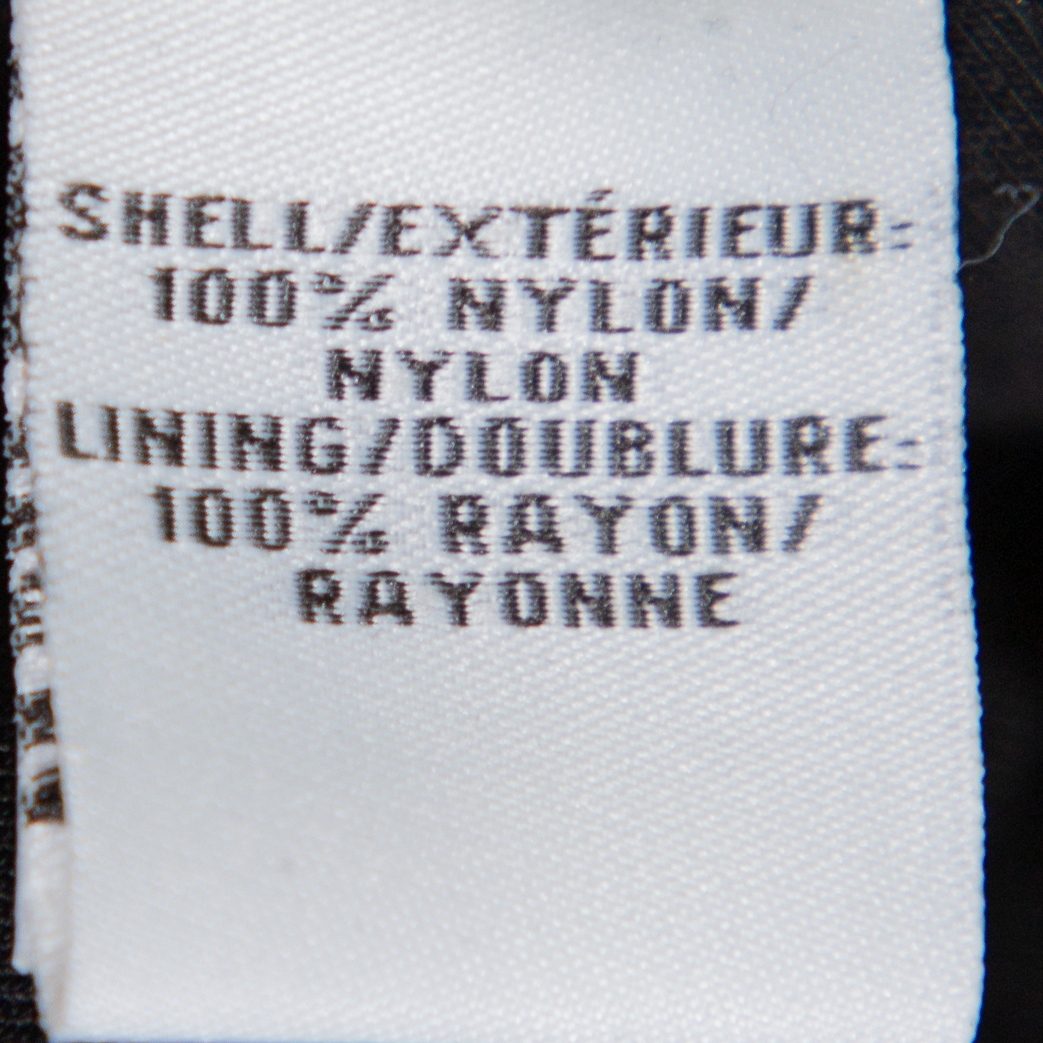 SHELL/EXTÉRIEUR:
100% NYLON/
NYLON
LINING/DOUBLURE:
100% RAYON/
RAYONNE